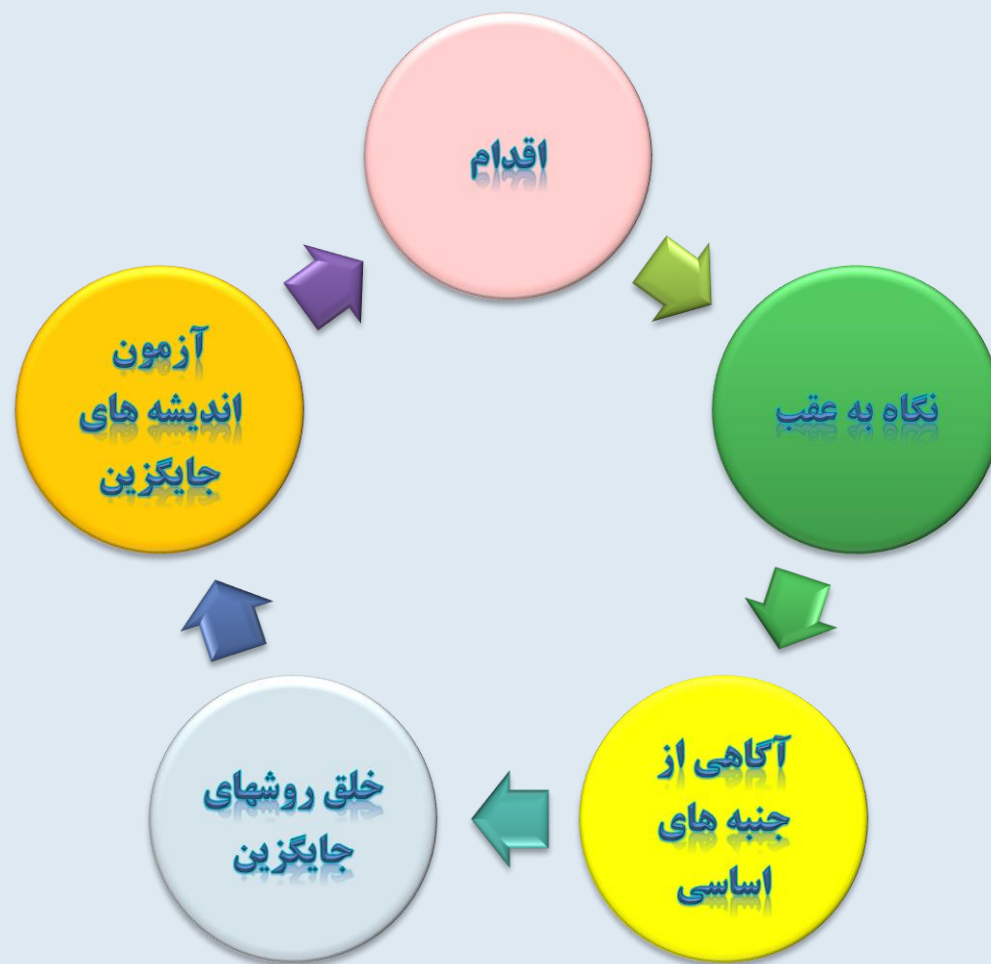 اقدام
نگاه به عقب
آگاهی از
جنبه های
اساسی
خلق روشهای
جایگزین
آزمون
اندیشه های
جایگزین